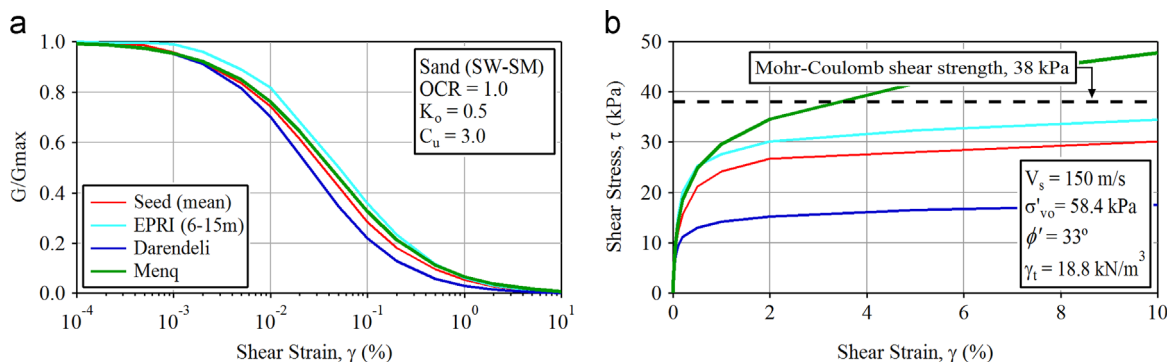 a
1.0
0.8
0.6
0.4
0.2
0.0
G/Gmax
Sand (SW-SM)
OCR = 1.0
Kₒ = 0.5
Cᵤ = 3.0
Seed (mean)
EPRI (6-15m)
Darendeli
Menq
10⁻⁴ 10⁻³ 10⁻² 10⁻¹ 10⁰ 10¹
Shear Strain, γ (%)
b
50
40
30
20
10
0
Shear Stress, τ (kPa)
Mohr-Coulomb shear strength, 38 kPa
Vₛ = 150 m/s
σ'ᵥₒ = 58.4 kPa
ϕ' = 33º
γₜ = 18.8 kN/m³
0 2 4 6 8 10
Shear Strain, γ (%)